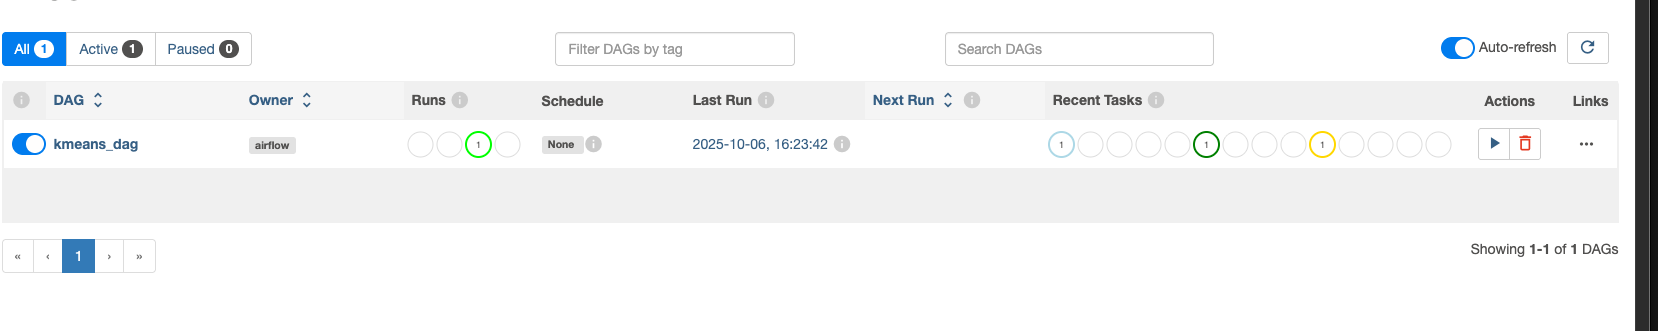 All 1 Active 1 Paused 0 Filter DAGs by tag Search DAGs Auto-refresh
DAG Owner Runs Schedule Last Run Next Run Recent Tasks Actions Links
kmeans_dag airflow 1 None 2025-10-06, 16:23:42 1 1 1 ...
« ‹ 1 › » Showing 1-1 of 1 DAGs